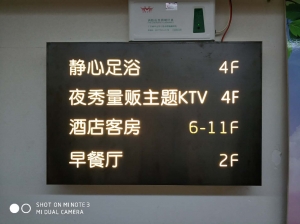 静心足浴 4F
夜秀量贩主题KTV 4F
酒店客房 6-11F
早餐厅 2F
SHOT ON MI NOTE 3
MI DUAL CAMERA